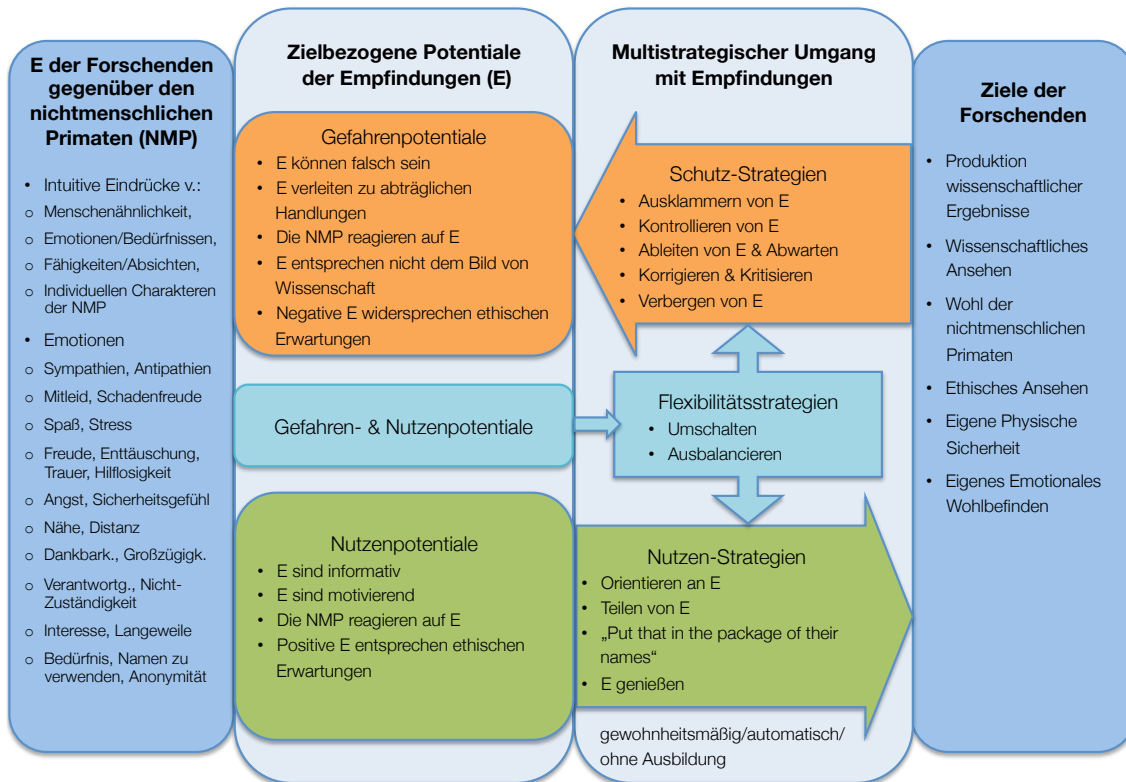 E der Forschenden
gegenüber den
nichtmenschlichen
Primaten (NMP)
• Intuitive Eindrücke v.:
o Menschenähnlichkeit,
o Emotionen/Bedürfnissen,
o Fähigkeiten/Absichten,
o Individuellen Charakteren
der NMP
• Emotionen
o Sympathien, Antipathien
o Mitleid, Schadenfreude
o Spaß, Stress
o Freude, Enttäuschung,
Trauer, Hilflosigkeit
o Angst, Sicherheitsgefühl
o Nähe, Distanz
o Dankbark., Großzügigk.
o Verantwortg., Nicht-
Zuständigkeit
o Interesse, Langeweile
o Bedürfnis, Namen zu
verwenden, Anonymität
Zielbezogene Potentiale
der Empfindungen (E)
Gefahrenpotentiale
• E können falsch sein
• E verleiten zu abträglichen
Handlungen
• Die NMP reagieren auf E
• E entsprechen nicht dem Bild von
Wissenschaft
• Negative E widersprechen ethischen
Erwartungen
Gefahren- & Nutzenpotentiale
Nutzenpotentiale
• E sind informativ
• E sind motivierend
• Die NMP reagieren auf E
• Positive E entsprechen ethischen
Erwartungen
Multistrategischer Umgang
mit Empfindungen
Schutz-Strategien
• Ausklammern von E
• Kontrollieren von E
• Ableiten von E & Abwarten
• Korrigieren & Kritisieren
• Verbergen von E
Flexibilitätsstrategien
• Umschalten
• Ausbalancieren
Nutzen-Strategien
• Orientieren an E
• Teilen von E
• „Put that in the package of their
names“
• E genießen
gewohnheitsmäßig/automatisch/
ohne Ausbildung
Ziele der
Forschenden
• Produktion
wissenschaftlicher
Ergebnisse
• Wissenschaftliches
Ansehen
• Wohl der
nichtmenschlichen
Primaten
• Ethisches Ansehen
• Eigene Physische
Sicherheit
• Eigenes Emotionales
Wohlbefinden